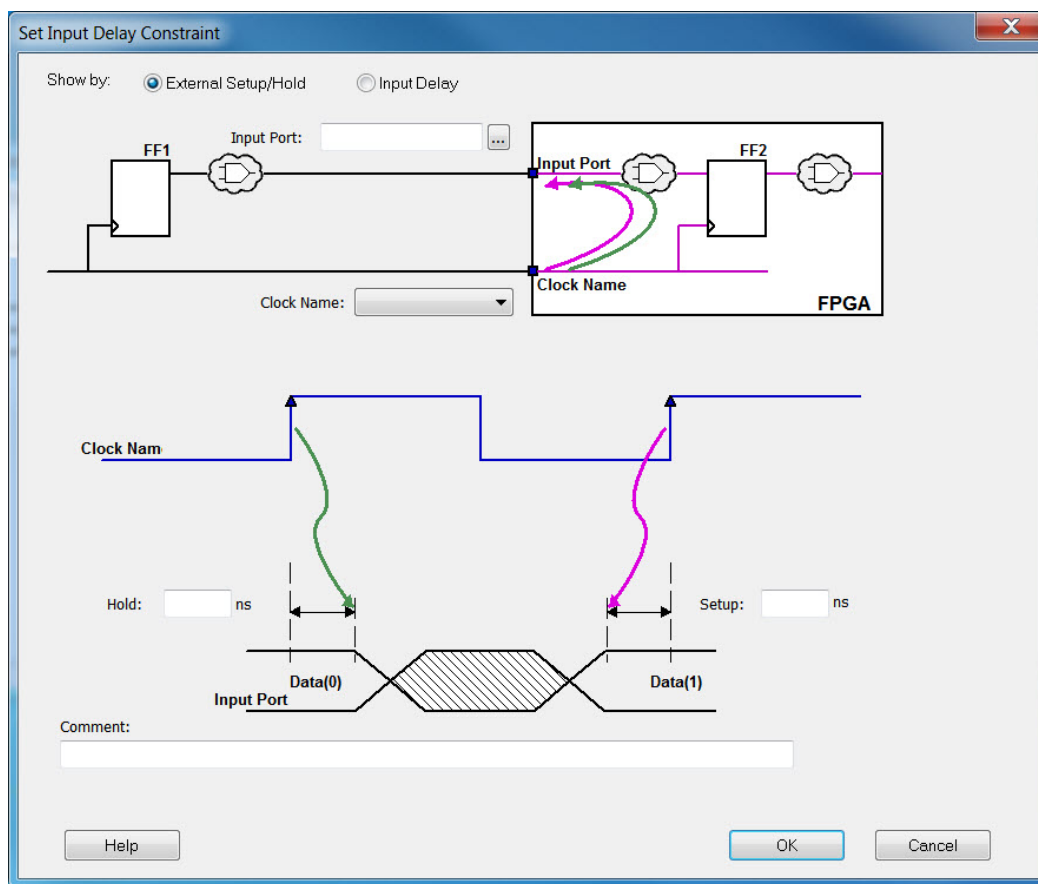 Set Input Delay Constraint
Show by: External Setup/Hold Input Delay
Input Port: ...
FF1
FF2
Input Port
Clock Name
Clock Name:
FPGA
Clock Nam
Hold: ns
Setup: ns
Data(0)
Data(1)
Input Port
Comment:
Help
OK
Cancel